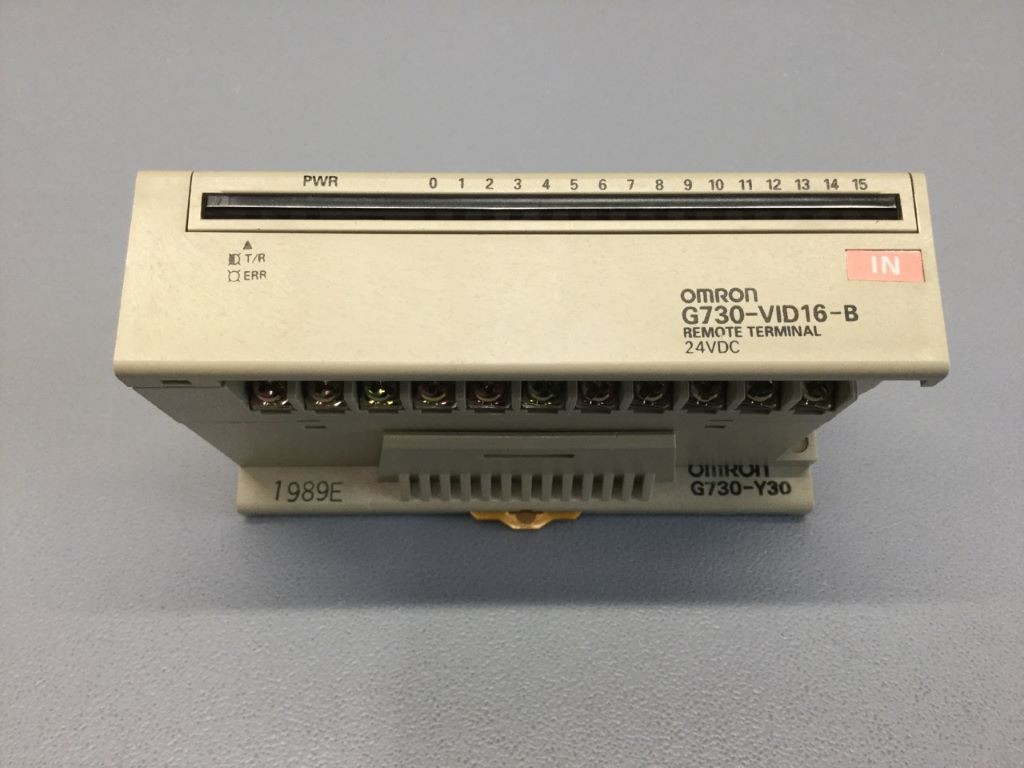 PWR 0 1 2 3 4 5 6 7 8 9 10 11 12 13 14 15
T/R
ERR
IN
OMRON
G730-VID16-B
REMOTE TERMINAL
24VDC
OMRON
G730-Y30
1989E